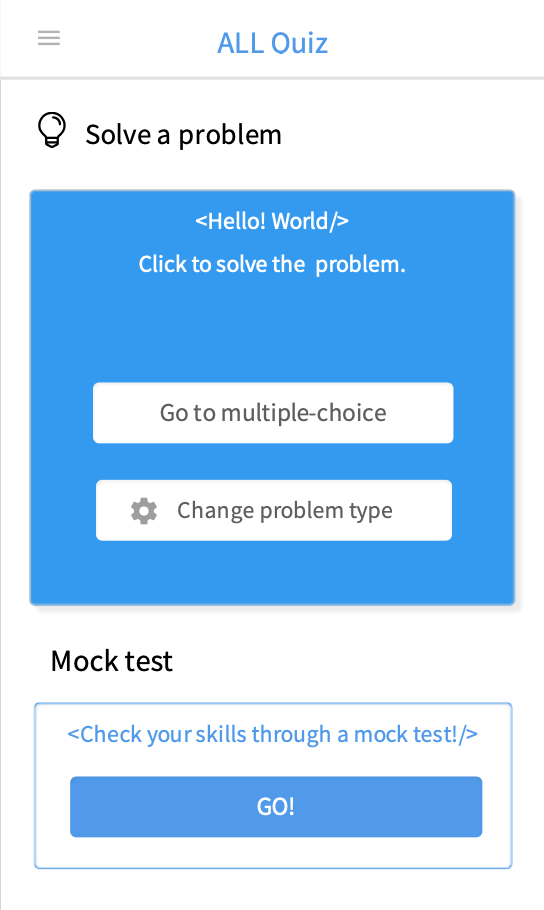 ALL Quiz
Solve a problem
<Hello! World/>
Click to solve the  problem.
Go to multiple-choice
Change problem type
Mock test
<Check your skills through a mock test!/>
GO!